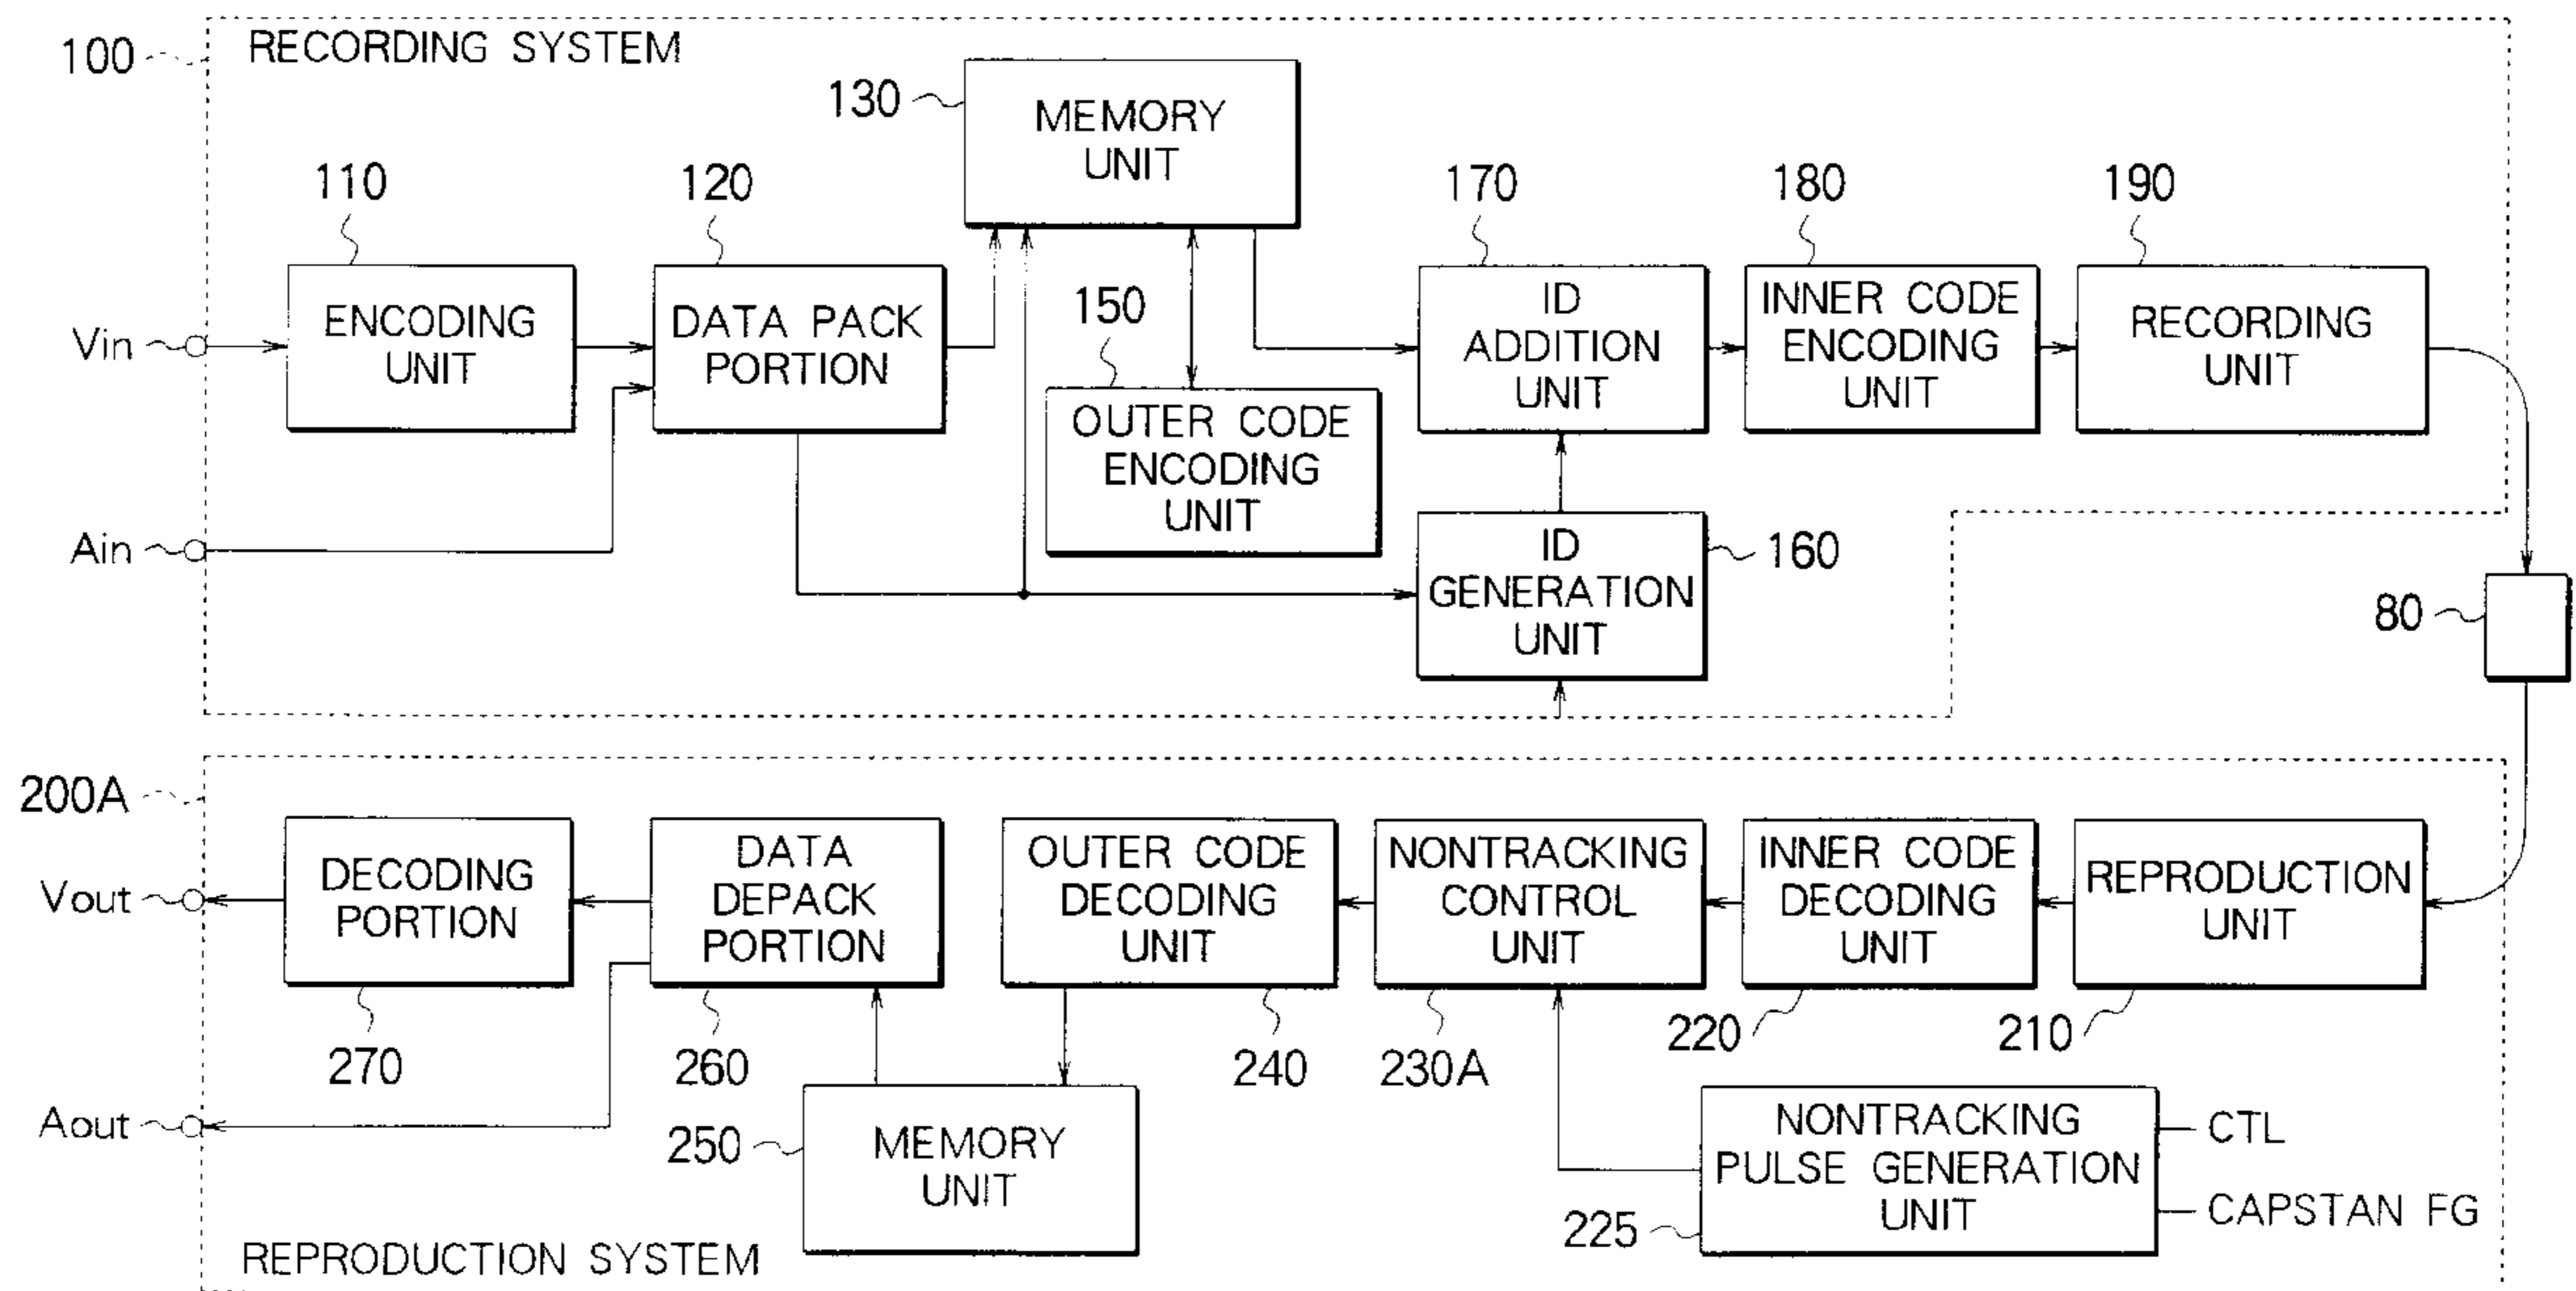 100
RECORDING SYSTEM
130
MEMORY
UNIT
110
120
170
180
190
Vin
ENCODING
UNIT
DATA PACK
PORTION
150
OUTER CODE
ENCODING
UNIT
ID
ADDITION
UNIT
INNER CODE
ENCODING
UNIT
RECORDING
UNIT
Ain
ID
GENERATION
UNIT
160
80
200A
Vout
DECODING
PORTION
DATA
DEPACK
PORTION
OUTER CODE
DECODING
UNIT
NONTRACKING
CONTROL
UNIT
INNER CODE
DECODING
UNIT
REPRODUCTION
UNIT
270
260
240
230A
220
210
Aout
250
MEMORY
UNIT
NONTRACKING
PULSE GENERATION
UNIT
225
CTL
CAPSTAN FG
REPRODUCTION SYSTEM